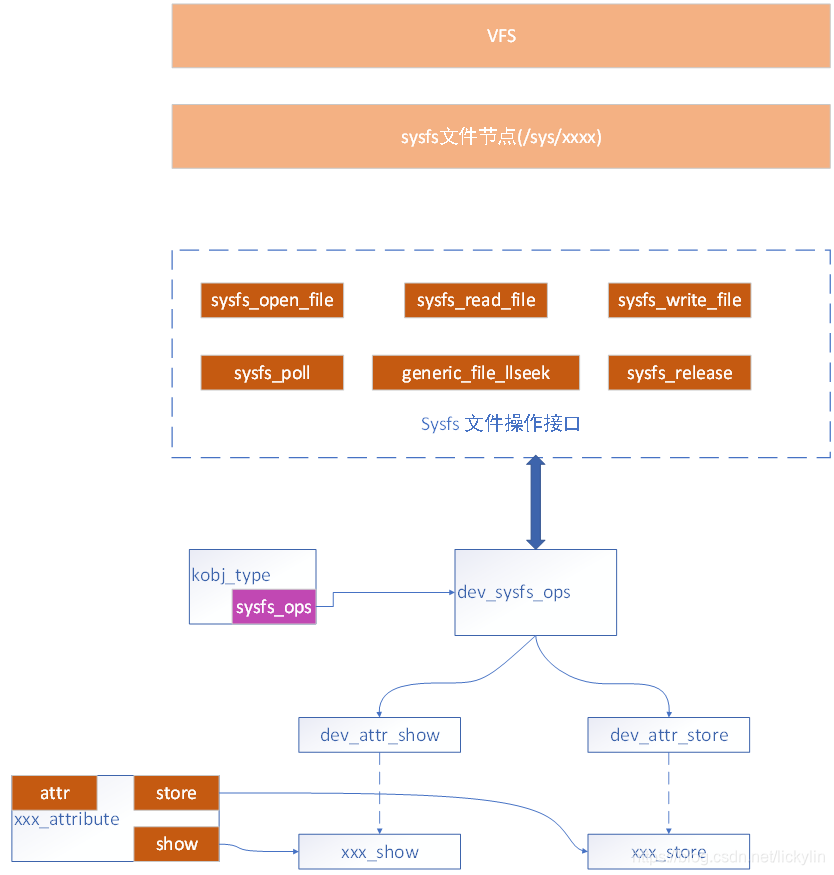 VFS
sysfs文件节点(/sys/xxxx)
sysfs_open_file
sysfs_read_file
sysfs_write_file
sysfs_poll
generic_file_llseek
sysfs_release
Sysfs 文件操作接口
kobj_type
sysfs_ops
dev_sysfs_ops
dev_attr_show
dev_attr_store
attr
store
xxx_attribute
show
xxx_show
xxx_store
https://blog.csdn.net/lickylin